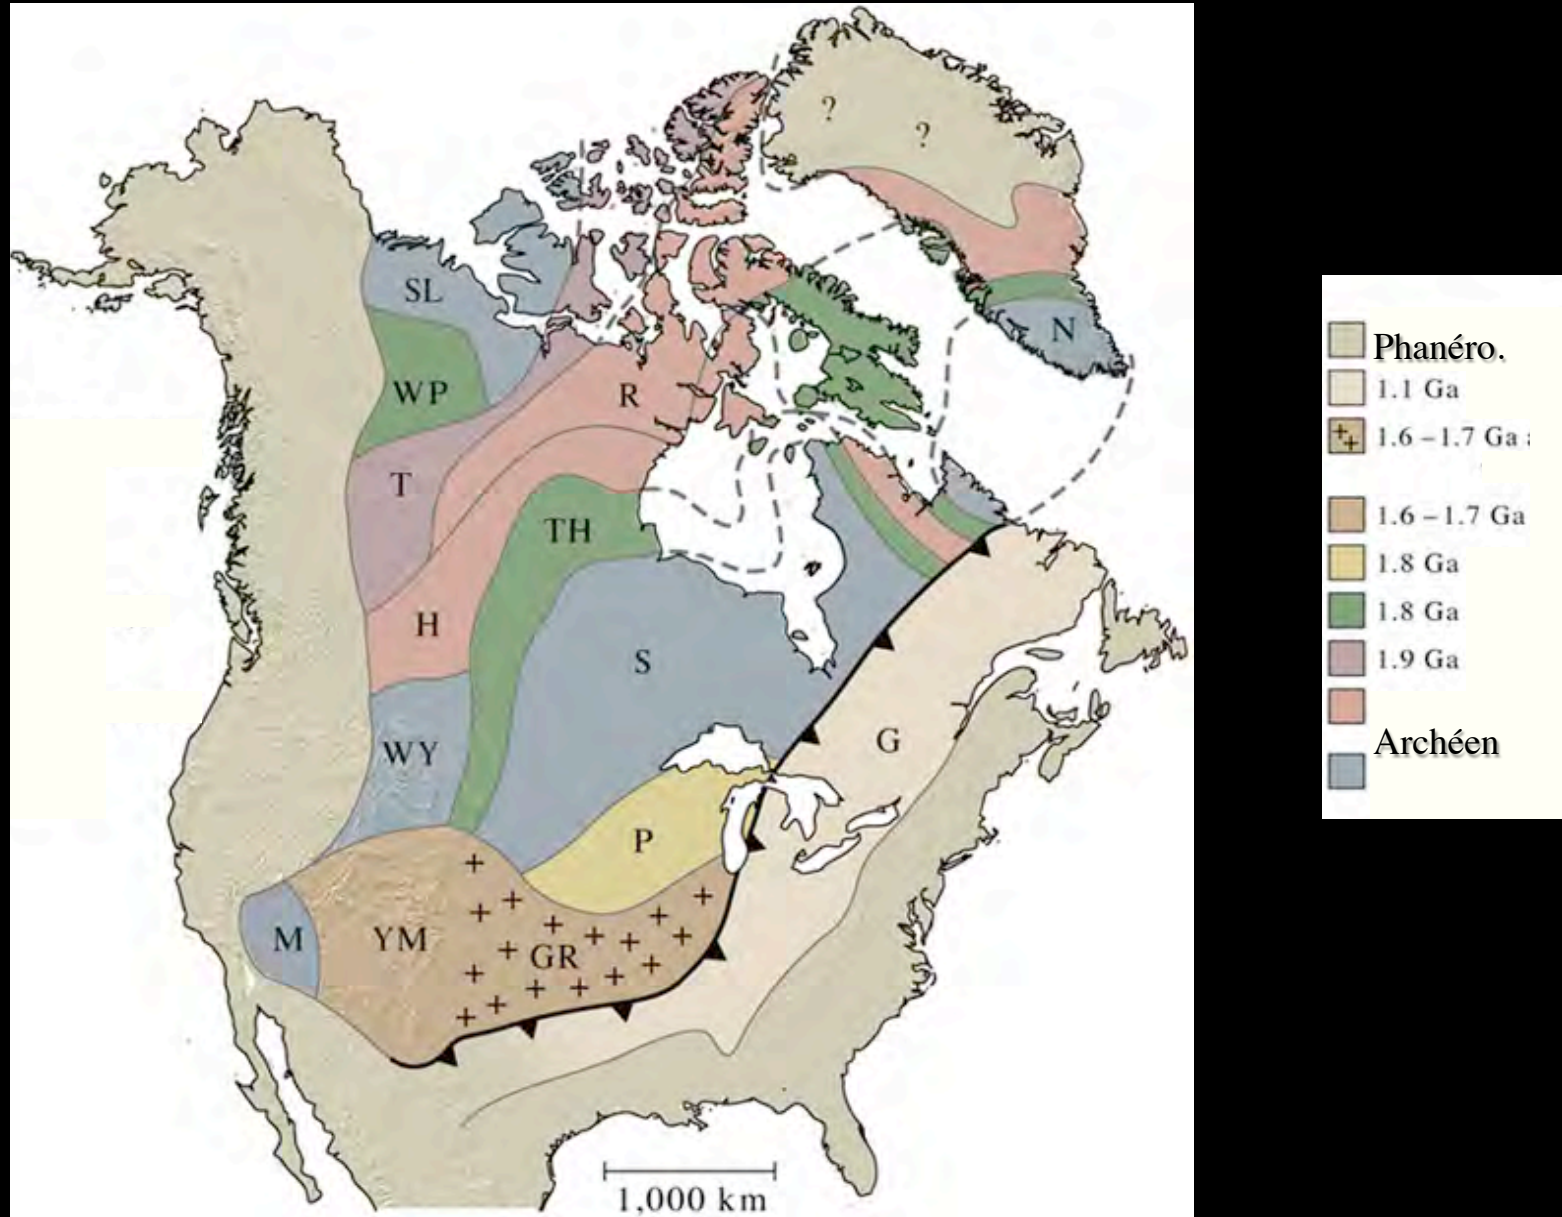 ?
?
SL
N
WP
R
T
TH
H
S
WY
G
P
M
YM
GR
1,000 km
Phanéro.
1.1 Ga
1.6 – 1.7 Ga
1.6 – 1.7 Ga
1.8 Ga
1.8 Ga
1.9 Ga
Archéen